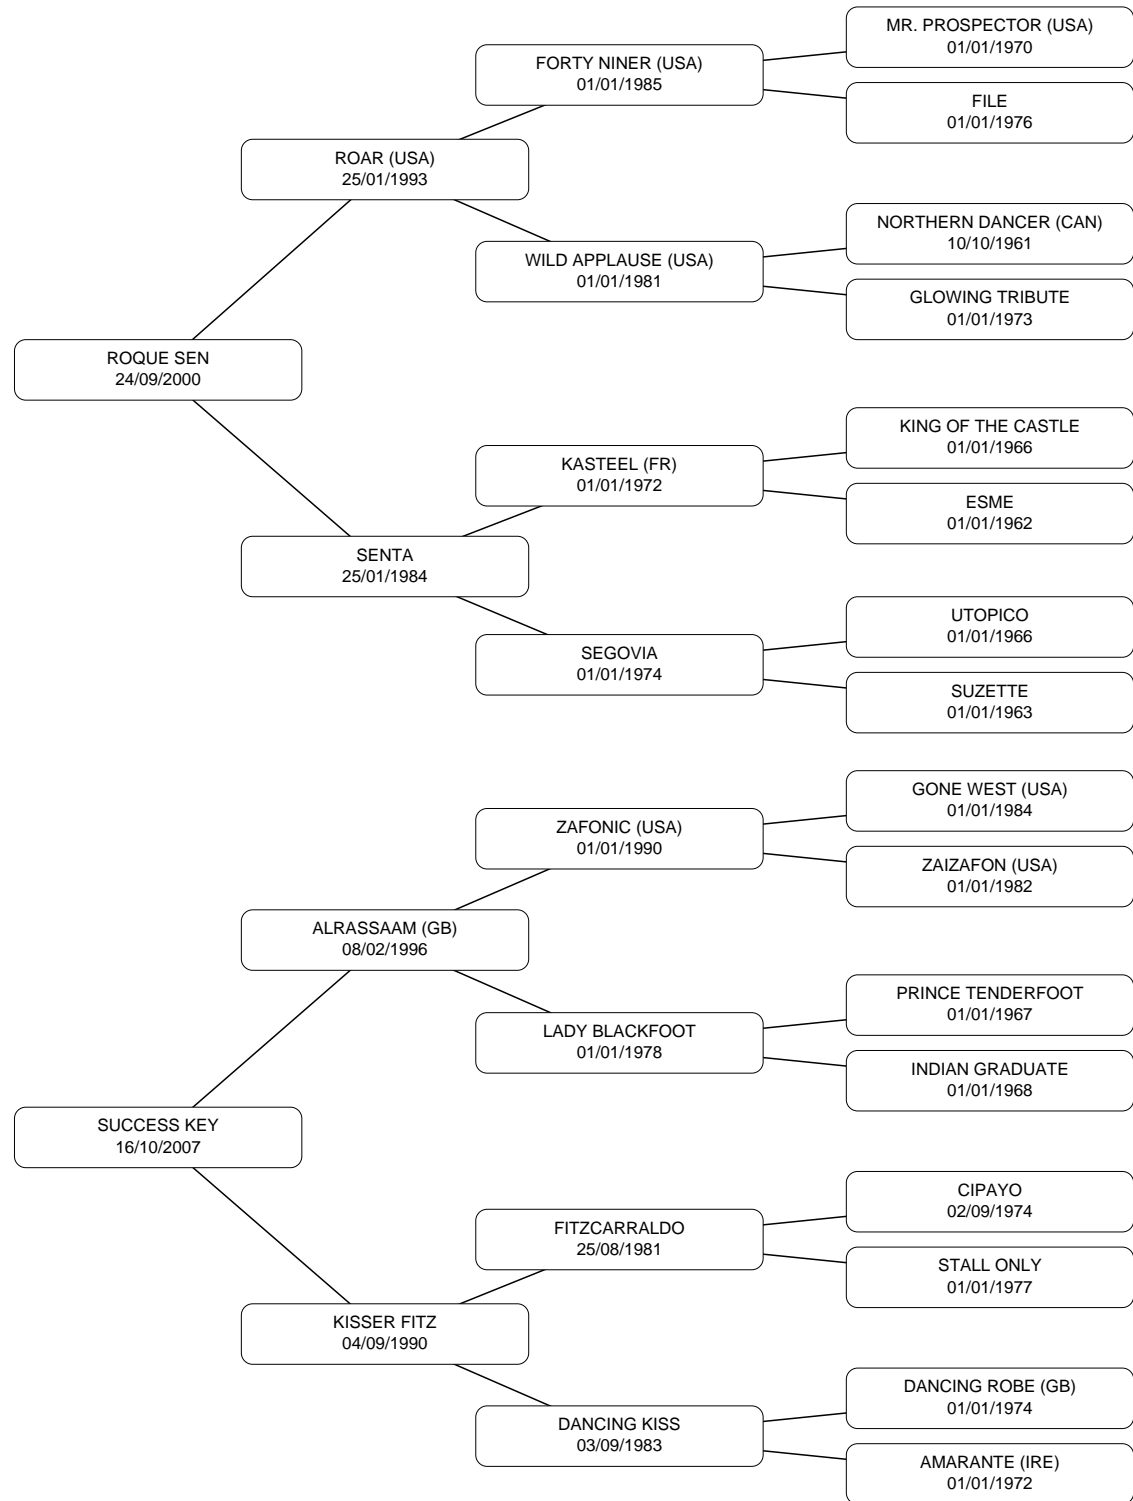 MR. PROSPECTOR (USA)
01/01/1970
FORTY NINER (USA)
01/01/1985
FILE
01/01/1976
ROAR (USA)
25/01/1993
NORTHERN DANCER (CAN)
10/10/1961
WILD APPLAUSE (USA)
01/01/1981
GLOWING TRIBUTE
01/01/1973
ROQUE SEN
24/09/2000
KING OF THE CASTLE
01/01/1966
KASTEEL (FR)
01/01/1972
ESME
01/01/1962
SENTA
25/01/1984
UTOPICO
01/01/1966
SEGOVIA
01/01/1974
SUZETTE
01/01/1963
GONE WEST (USA)
01/01/1984
ZAFONIC (USA)
01/01/1990
ZAIZAFON (USA)
01/01/1982
ALRASSAAM (GB)
08/02/1996
PRINCE TENDERFOOT
01/01/1967
LADY BLACKFOOT
01/01/1978
INDIAN GRADUATE
01/01/1968
SUCCESS KEY
16/10/2007
CIPAYO
02/09/1974
FITZCARRALDO
25/08/1981
STALL ONLY
01/01/1977
KISSER FITZ
04/09/1990
DANCING ROBE (GB)
01/01/1974
DANCING KISS
03/09/1983
AMARANTE (IRE)
01/01/1972